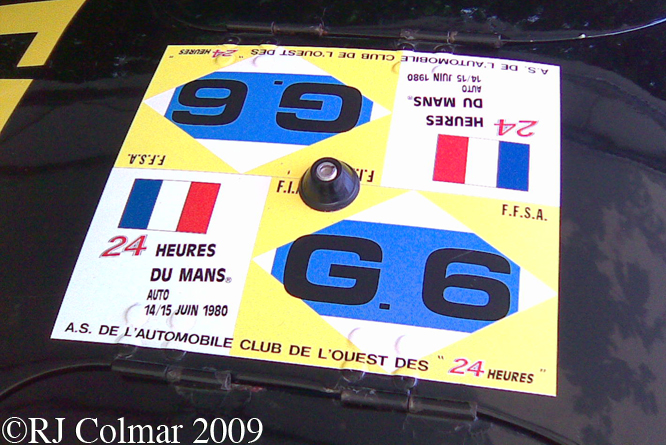 A.S. DE L'AUTOMOBILE CLUB DE L'OUEST DES "24 HEURES"
24 HEURES
DU MANS®
AUTO
14/15 JUIN 1980
G.6
F.F.S.A.
F.I.
F.F.S.A.
24 HEURES
DU MANS®
AUTO
14/15 JUIN 1980
G.6
F.I.
A.S. DE L'AUTOMOBILE CLUB DE L'OUEST DES "24 HEURES"
©RJ Colmar 2009